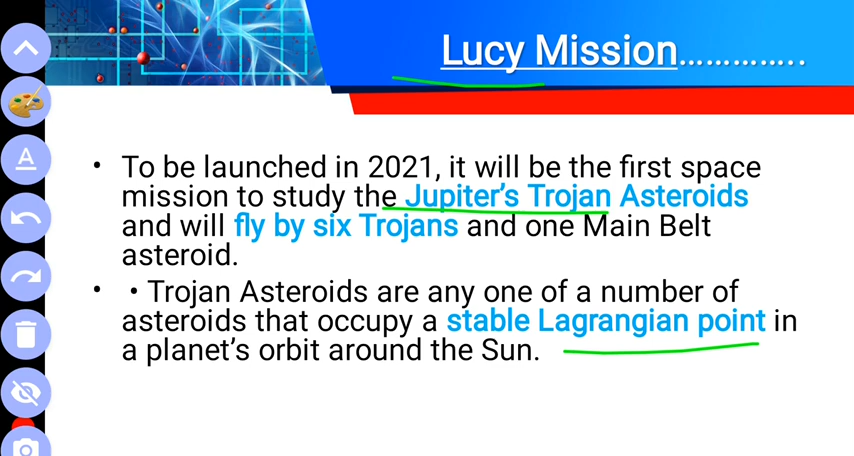 Lucy Mission…………..
• To be launched in 2021, it will be the first space
mission to study the Jupiter’s Trojan Asteroids
and will fly by six Trojans and one Main Belt
asteroid.
• • Trojan Asteroids are any one of a number of
asteroids that occupy a stable Lagrangian point in
a planet’s orbit around the Sun.
A